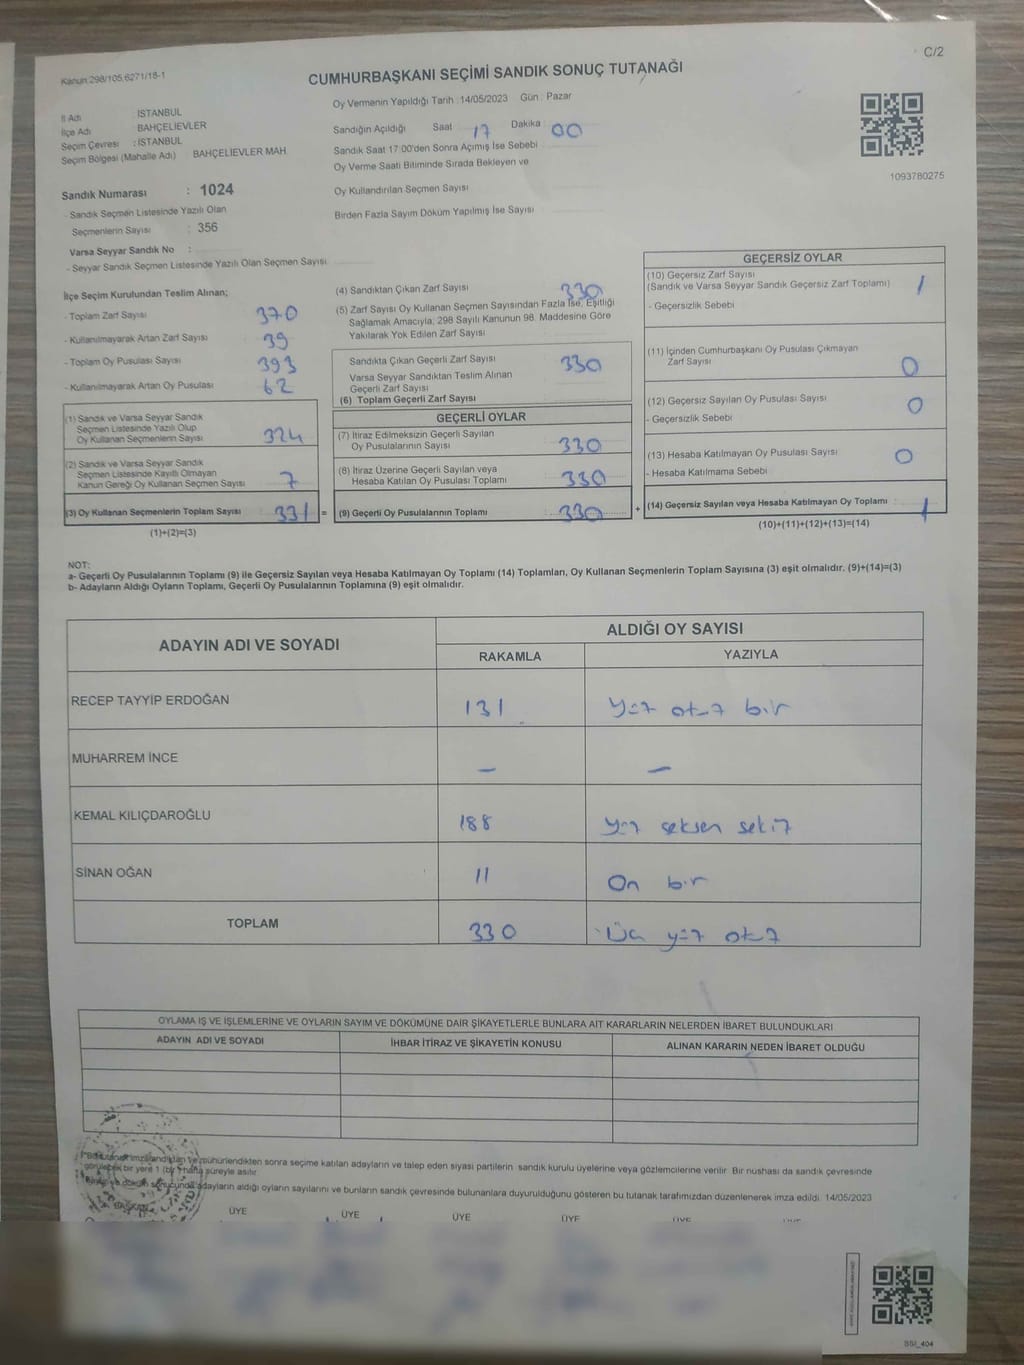 C/2
Kanun:298/105,6271/18-1
CUMHURBAŞKANI SEÇİMİ SANDIK SONUÇ TUTANAĞI
Oy Vermenin Yapıldığı Tarih : 14/05/2023 Gün : Pazar
İl Adı : İSTANBUL
İlçe Adı BAHÇELİEVLER
Seçim Çevresi : İSTANBUL
Seçim Bölgesi (Mahalle Adı) BAHÇELİEVLER MAH.
Sandığın Açıldığı Saat 17 Dakika : 00
Sandık Saat 17:00'den Sonra Açımış İse Sebebi
Oy Verme Saati Bitiminde Sırada Bekleyen ve
Oy Kullandırılan Seçmen Sayısı
Birden Fazla Sayım Döküm Yapılmış İse Sayısı
1093780275
Sandık Numarası : 1024
- Sandık Seçmen Listesinde Yazılı Olan
Seçmenlerin Sayısı : 356
Varsa Seyyar Sandık No :
- Seyyar Sandık Seçmen Listesinde Yazılı Olan Seçmen Sayısı
İlçe Seçim Kurulundan Teslim Alınan;
- Toplam Zarf Sayısı 370
- Kullanılmayarak Artan Zarf Sayısı 39
- Toplam Oy Pusulası Sayısı 393
- Kullanılmayarak Artan Oy Pusulası 62
(1) Sandık ve Varsa Seyyar Sandık
Seçmen Listesinde Yazılı Olup
Oy Kullanan Seçmenlerin Sayısı 324
(2) Sandık ve Varsa Seyyar Sandık
Seçmen Listesinde Kayıtlı Olmayan
Kanun Gereği Oy Kullanan Seçmen Sayısı 7
(3) Oy Kullanan Seçmenlerin Toplam Sayısı 331 =
(1)+(2)=(3)
(4) Sandıktan Çıkan Zarf Sayısı 330
(5) Zarf Sayısı Oy Kullanan Seçmen Sayısından Fazla İse, Eşitliği
Sağlamak Amacıyla, 298 Sayılı Kanunun 98. Maddesine Göre
Yakılarak Yok Edilen Zarf Sayısı
Sandıkta Çıkan Geçerli Zarf Sayısı 330
Varsa Seyyar Sandıktan Teslim Alınan
Geçerli Zarf Sayısı
(6) Toplam Geçerli Zarf Sayısı
GEÇERLİ OYLAR
(7) İtiraz Edilmeksizin Geçerli Sayılan
Oy Pusulalarının Sayısı 330
(8) İtiraz Üzerine Geçerli Sayılan veya
Hesaba Katılan Oy Pusulası Toplamı 330
(9) Geçerli Oy Pusulalarının Toplamı 330 +
GEÇERSİZ OYLAR
(10) Geçersiz Zarf Sayısı
(Sandık ve Varsa Seyyar Sandık Geçersiz Zarf Toplamı) 1
- Geçersizlik Sebebi
(11) İçinden Cumhurbaşkanı Oy Pusulası Çıkmayan
Zarf Sayısı 0
(12) Geçersiz Sayılan Oy Pusulası Sayısı 0
- Geçersizlik Sebebi
(13) Hesaba Katılmayan Oy Pusulası Sayısı 0
- Hesaba Katılmama Sebebi
(14) Geçersiz Sayılan veya Hesaba Katılmayan Oy Toplamı : 1
(10)+(11)+(12)+(13)=(14)
NOT:
a- Geçerli Oy Pusulalarının Toplamı (9) ile Geçersiz Sayılan veya Hesaba Katılmayan Oy Toplamı (14) Toplamları, Oy Kullanan Seçmenlerin Toplam Sayısına (3) eşit olmalıdır. (9)+(14)=(3)
b- Adayların Aldığı Oyların Toplamı, Geçerli Oy Pusulalarının Toplamına (9) eşit olmalıdır.
ADAYIN ADI VE SOYADI ALDIĞI OY SAYISI
RAKAMLA YAZIYLA
RECEP TAYYİP ERDOĞAN 131 Yüz otuz bir
MUHARREM İNCE - -
KEMAL KILIÇDAROĞLU 188 yüz seksen sekiz
SİNAN OĞAN 11 On bir
TOPLAM 330 Üç yüz otuz
OYLAMA İŞ VE İŞLEMLERİNE VE OYLARIN SAYIM VE DÖKÜMÜNE DAİR ŞİKAYETLERLE BUNLARA AİT KARARLARIN NELERDEN İBARET BULUNDUKLARI
ADAYIN ADI VE SOYADI İHBAR İTİRAZ VE ŞİKAYETİN KONUSU ALINAN KARARIN NEDEN İBARET OLDUĞU
ve mühürlendikten sonra seçime katılan adayların ve talep eden siyasi partilerin sandık kurulu üyelerine veya gözlemcilerine verilir. Bir nüshası da sandık çevresinde
görülebilecek bir yere 1 (bir) hafta süreyle asılır.
adayların aldığı oyların sayılarını ve bunların sandık çevresinde bulunanlara duyurulduğunu gösteren bu tutanak tarafımızdan düzenlenerek imza edildi. 14/05/2023
BAŞKAN ÜYE ÜYE ÜYE ÜYE ÜYE
SSI_404